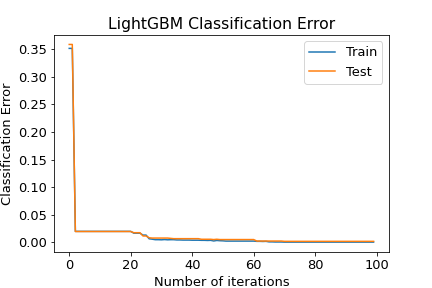 LightGBM Classification Error
Train
Test
0.35
0.30
0.25
0.20
0.15
0.10
0.05
0.00
Classification Error
0 20 40 60 80 100
Number of iterations